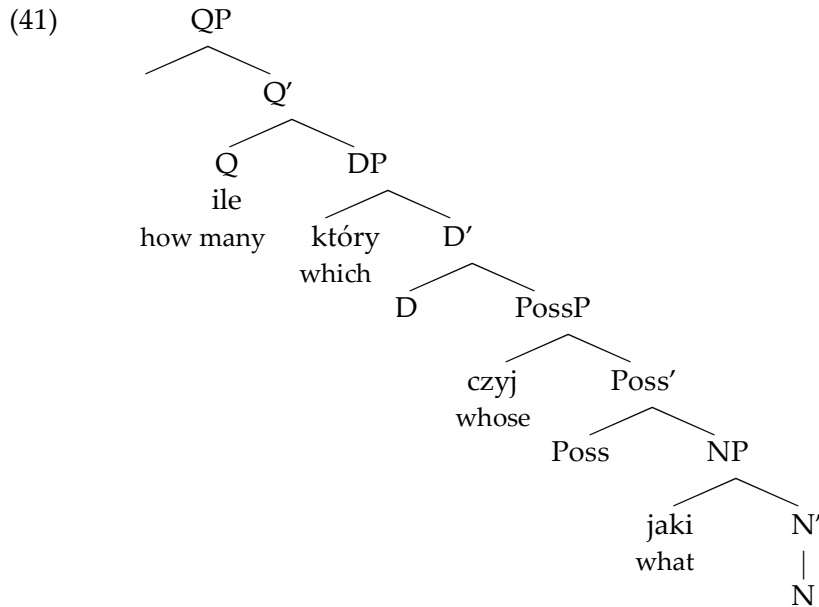 (41) QP
Q′
Q DP
ile
how many który D′
which
D PossP
czyj Poss′
whose
Poss NP
jaki N′
what
N